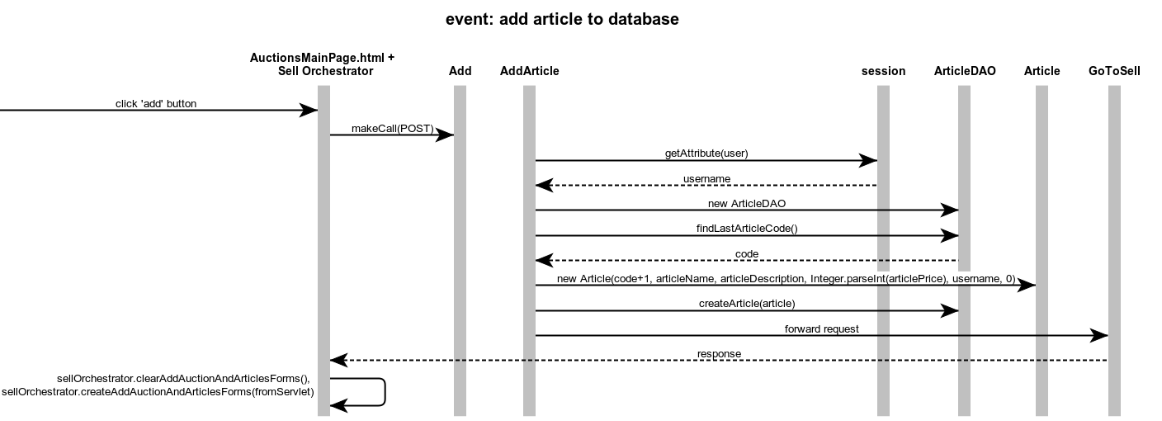 event: add article to database
AuctionsMainPage.html +
Sell Orchestrator
Add
AddArticle
session
ArticleDAO
Article
GoToSell
click 'add' button
makeCall(POST)
getAttribute(user)
username
new ArticleDAO
findLastArticleCode()
code
new Article(code+1, articleName, articleDescription, Integer.parseInt(articlePrice), username, 0)
createArticle(article)
forward request
response
sellOrchestrator.clearAddAuctionAndArticlesForms(),
sellOrchestrator.createAddAuctionAndArticlesForms(fromServlet)